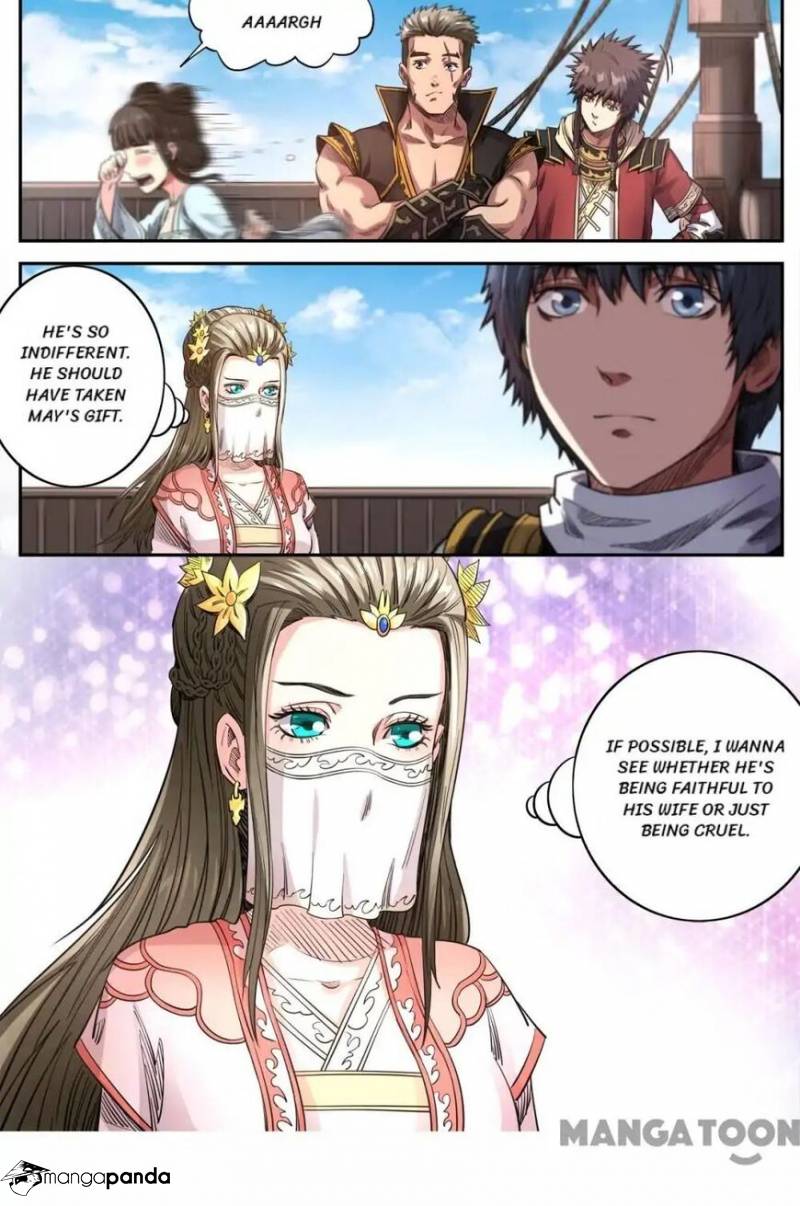 AAAARGH
HE'S SO
INDIFFERENT.
HE SHOULD
HAVE TAKEN
MAY'S GIFT.
IF POSSIBLE, I WANNA
SEE WHETHER HE'S
BEING FAITHFUL TO
HIS WIFE OR JUST
BEING CRUEL.
MANGATOON
mangapanda